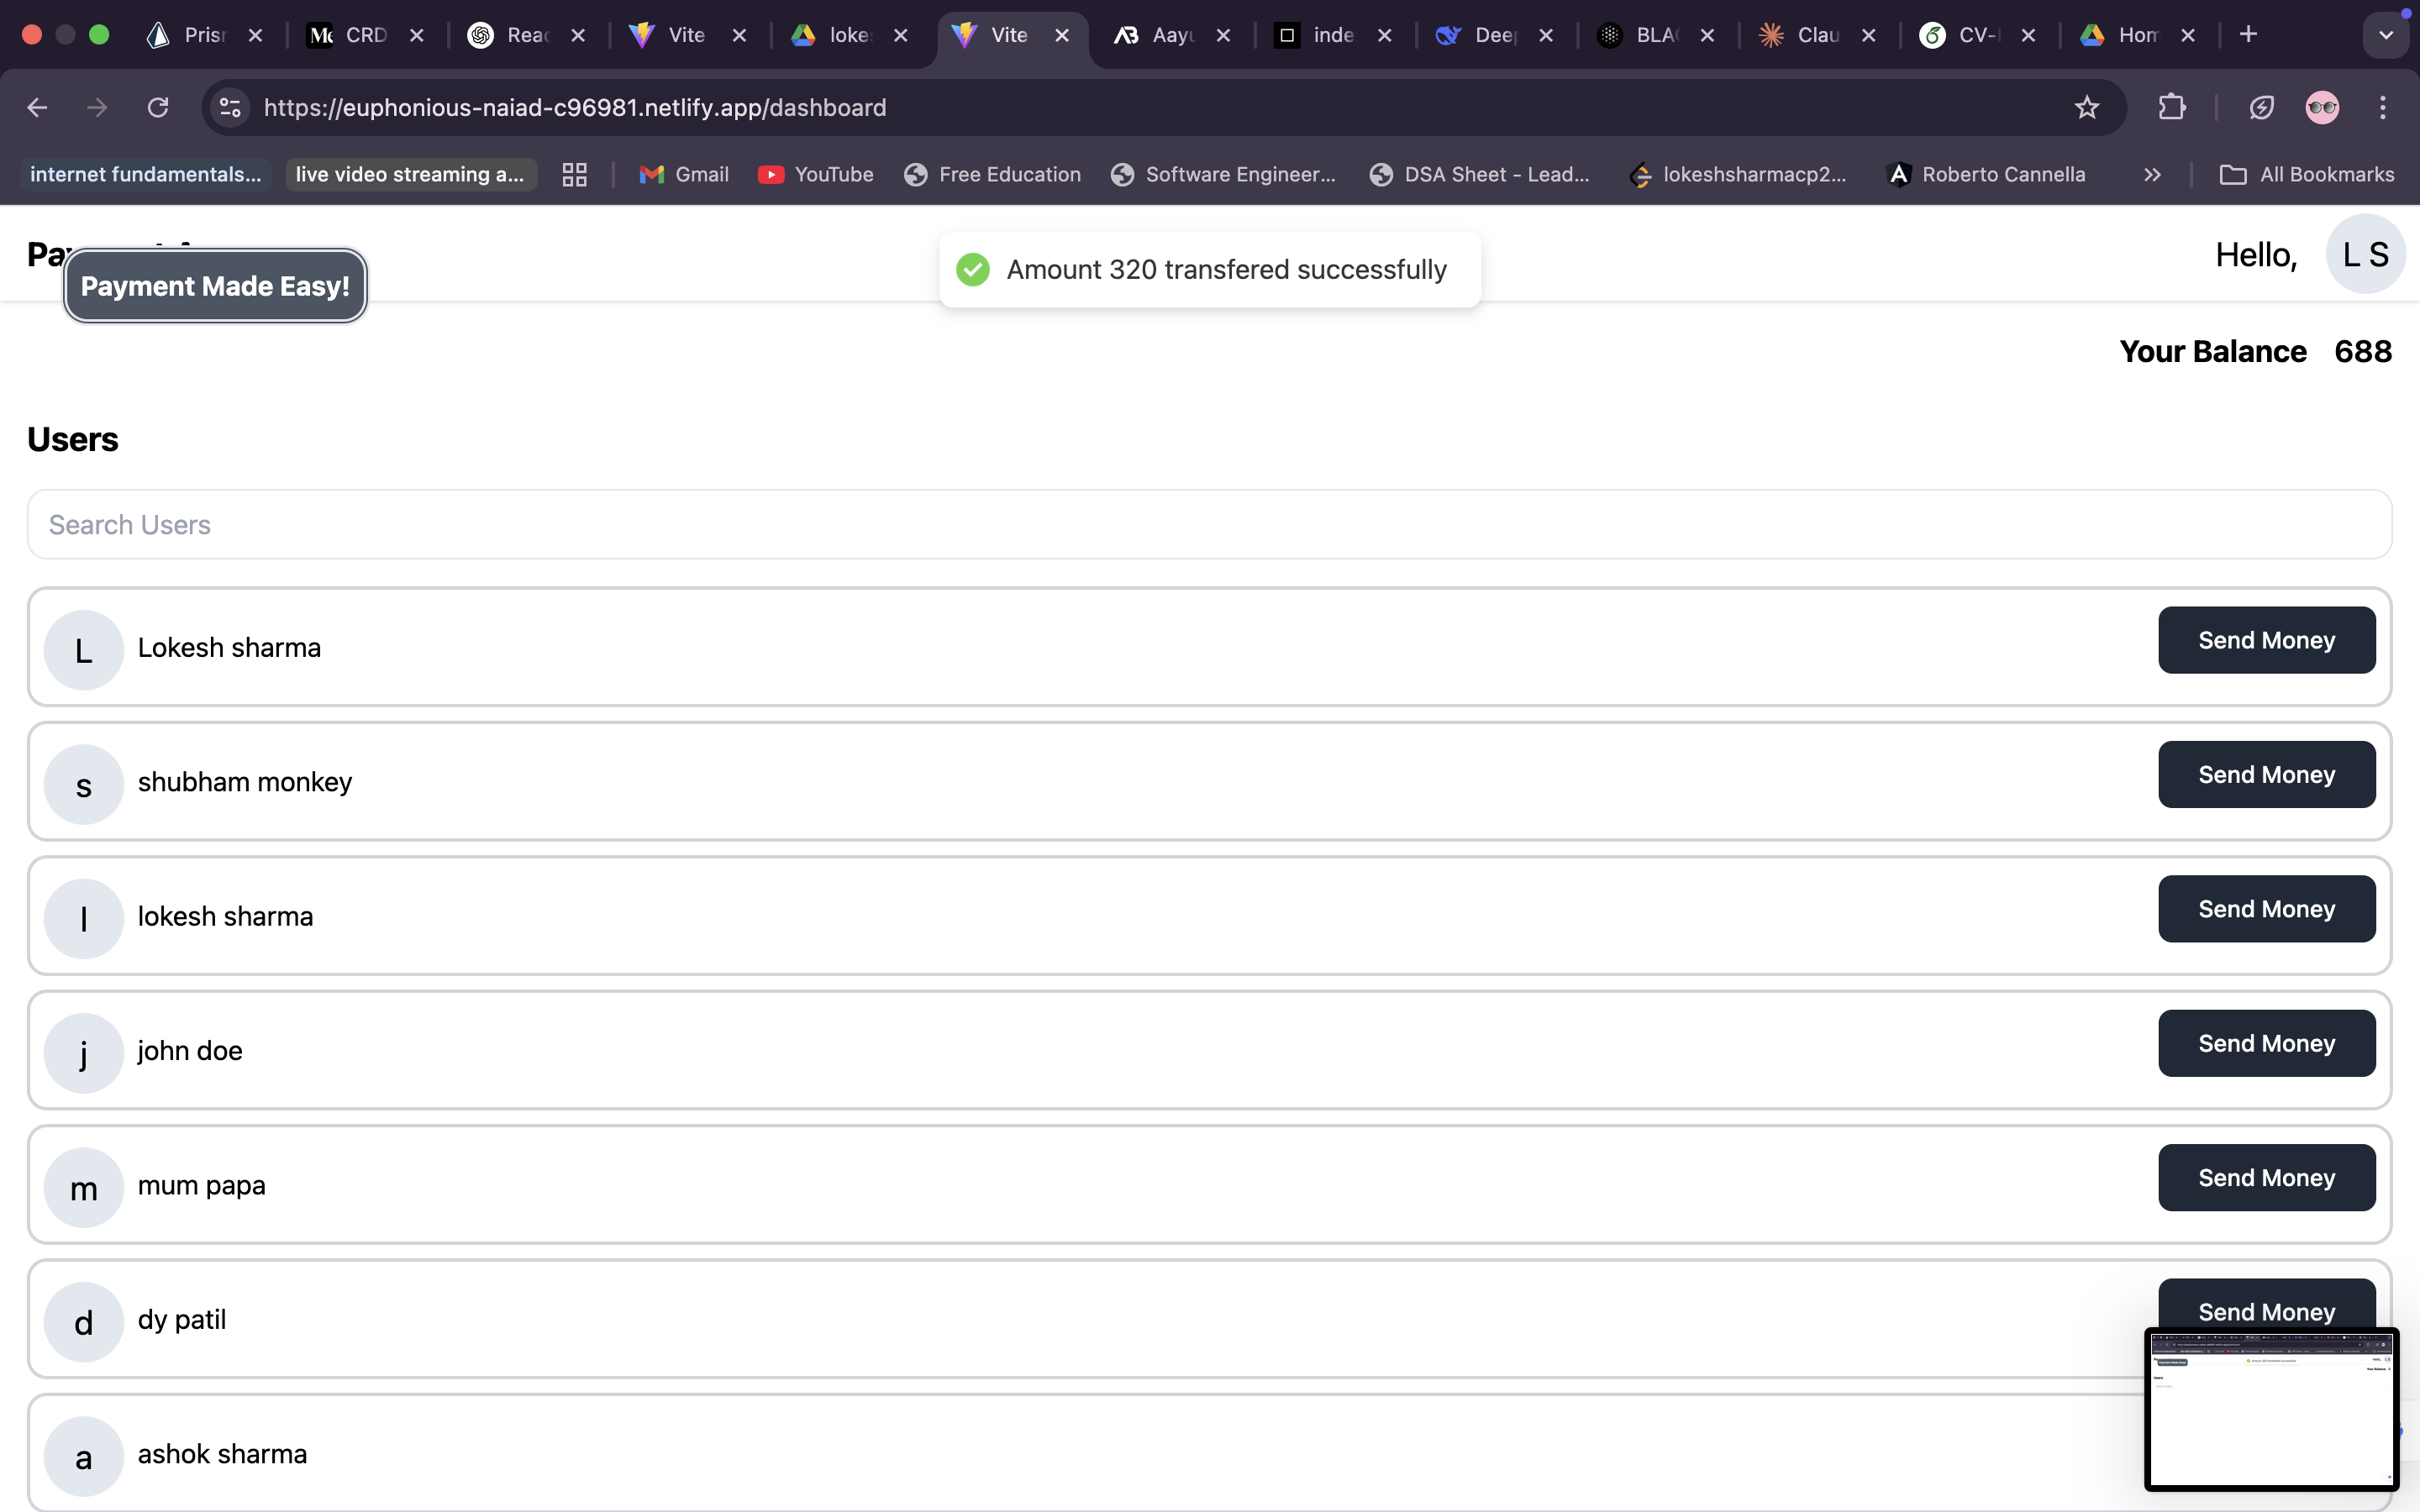 Pris
CRD
Reac
Vite
loke
Vite
Aayu
inde
Deep
BLA
Clau
CV-
Hom
https://euphonious-naiad-c96981.netlify.app/dashboard
internet fundamentals...
live video streaming a...
Gmail
YouTube
Free Education
Software Engineer...
DSA Sheet - Lead...
lokeshsharmacp2...
Roberto Cannella
All Bookmarks
Payment Made Easy!
Amount 320 transfered successfully
Hello,
L S
Your Balance 688
Users
Search Users
L Lokesh sharma Send Money
s shubham monkey Send Money
l lokesh sharma Send Money
j john doe Send Money
m mum papa Send Money
d dy patil Send Money
a ashok sharma